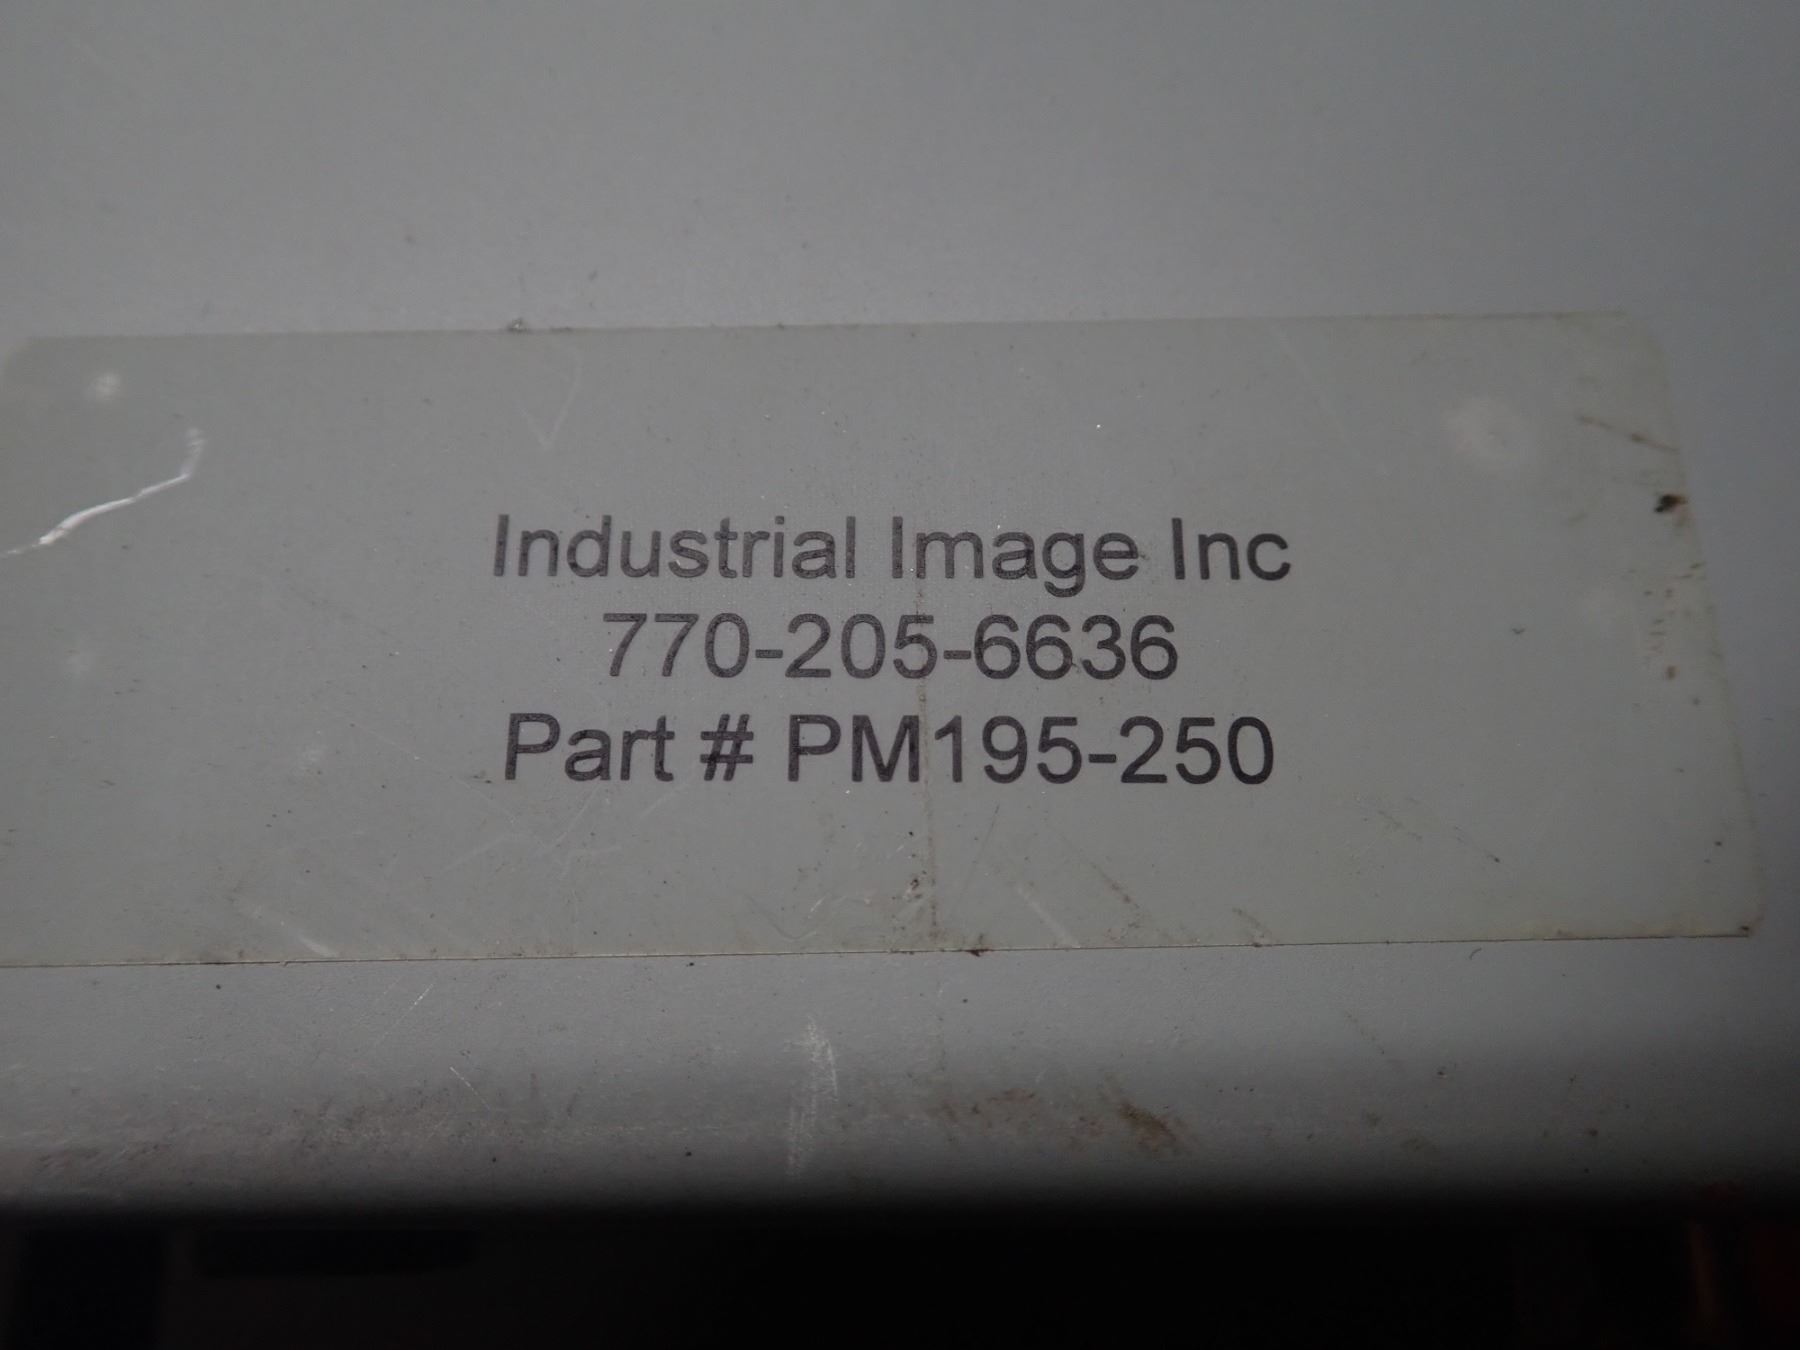 Industrial Image Inc
770-205-6636
Part # PM195-250